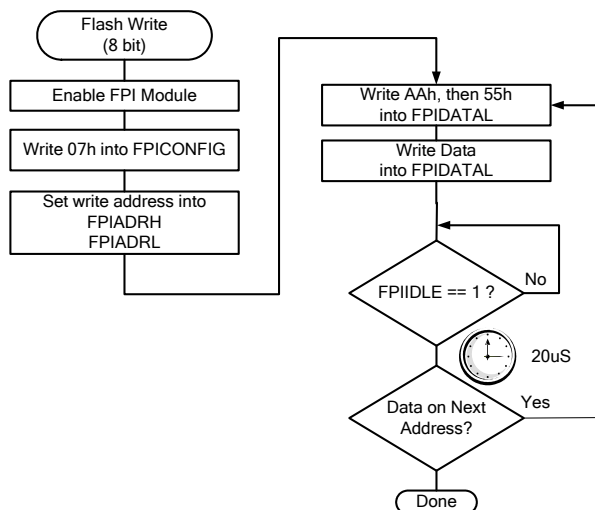 Flash Write
(8 bit)
Enable FPI Module
Write 07h into FPICONFIG
Set write address into
FPIADRH
FPIADRL
Write AAh, then 55h
into FPIDATAL
Write Data
into FPIDATAL
FPIIDLE == 1 ?
No
20uS
Data on Next
Address?
Yes
Done